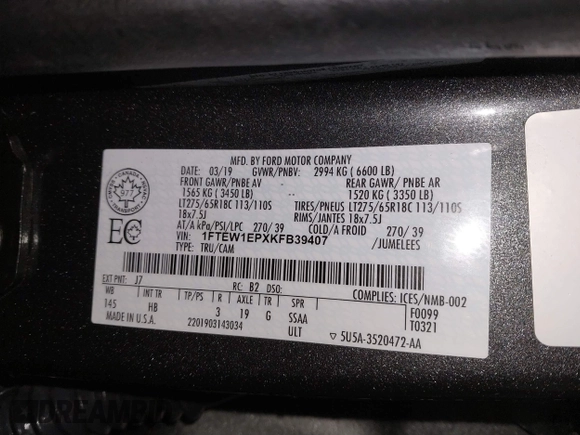 MFD. BY FORD MOTOR COMPANY
03/19 GVWR/PNBV: 2994 KG ( 6600 LB)
FRONT GAWR/PNBE AV REAR GAWR/ PNBE AR
1565 KG ( 3450 LB) 1520 KG ( 3350 LB)
LT275/65R18C 113/110S TIRES/PNEUS LT275/65R18C 113/110S
18x7.5J RIMS/JANTES 18x7.5J
AT/A kPa/PSI/LPC 270/ 39 COLD/A FROID 270/ 39
VIN: 1FTEW1EPXKFB39407 /JUMELEES
TYPE: TRU/CAM
CANADA
977
TRANSPORT
EC
EXT PNT: J7 RC: B2 DSO: COMPLIES: ICES/NMB-002
WB INT TR TP/PS R AXLE TR SPR F0099
145 HB 3 19 G SSAA T0321
MADE IN U.S.A. 2201903143034 ULT
▽ 5U5A-3520472-AA